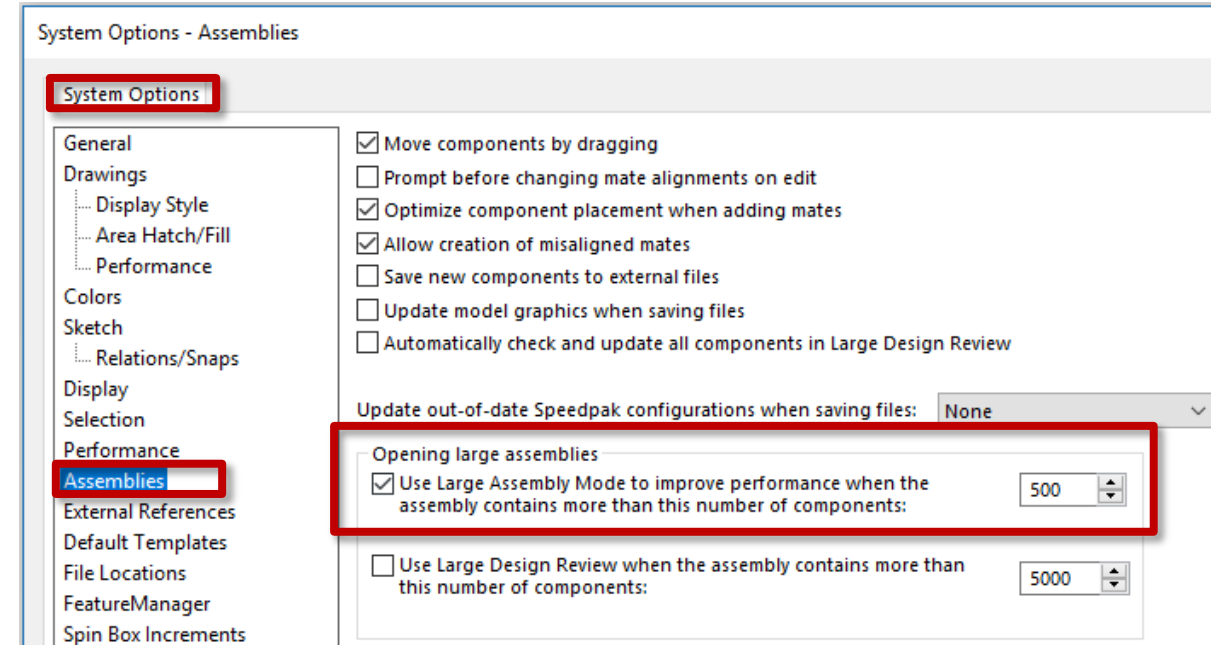 System Options - Assemblies
System Options
General
Drawings
Display Style
Area Hatch/Fill
Performance
Colors
Sketch
Relations/Snaps
Display
Selection
Performance
Assemblies
External References
Default Templates
File Locations
FeatureManager
Spin Box Increments
Move components by dragging
Prompt before changing mate alignments on edit
Optimize component placement when adding mates
Allow creation of misaligned mates
Save new components to external files
Update model graphics when saving files
Automatically check and update all components in Large Design Review
Update out-of-date Speedpak configurations when saving files: None
Opening large assemblies
Use Large Assembly Mode to improve performance when the
assembly contains more than this number of components:
500
Use Large Design Review when the assembly contains more than
this number of components:
5000